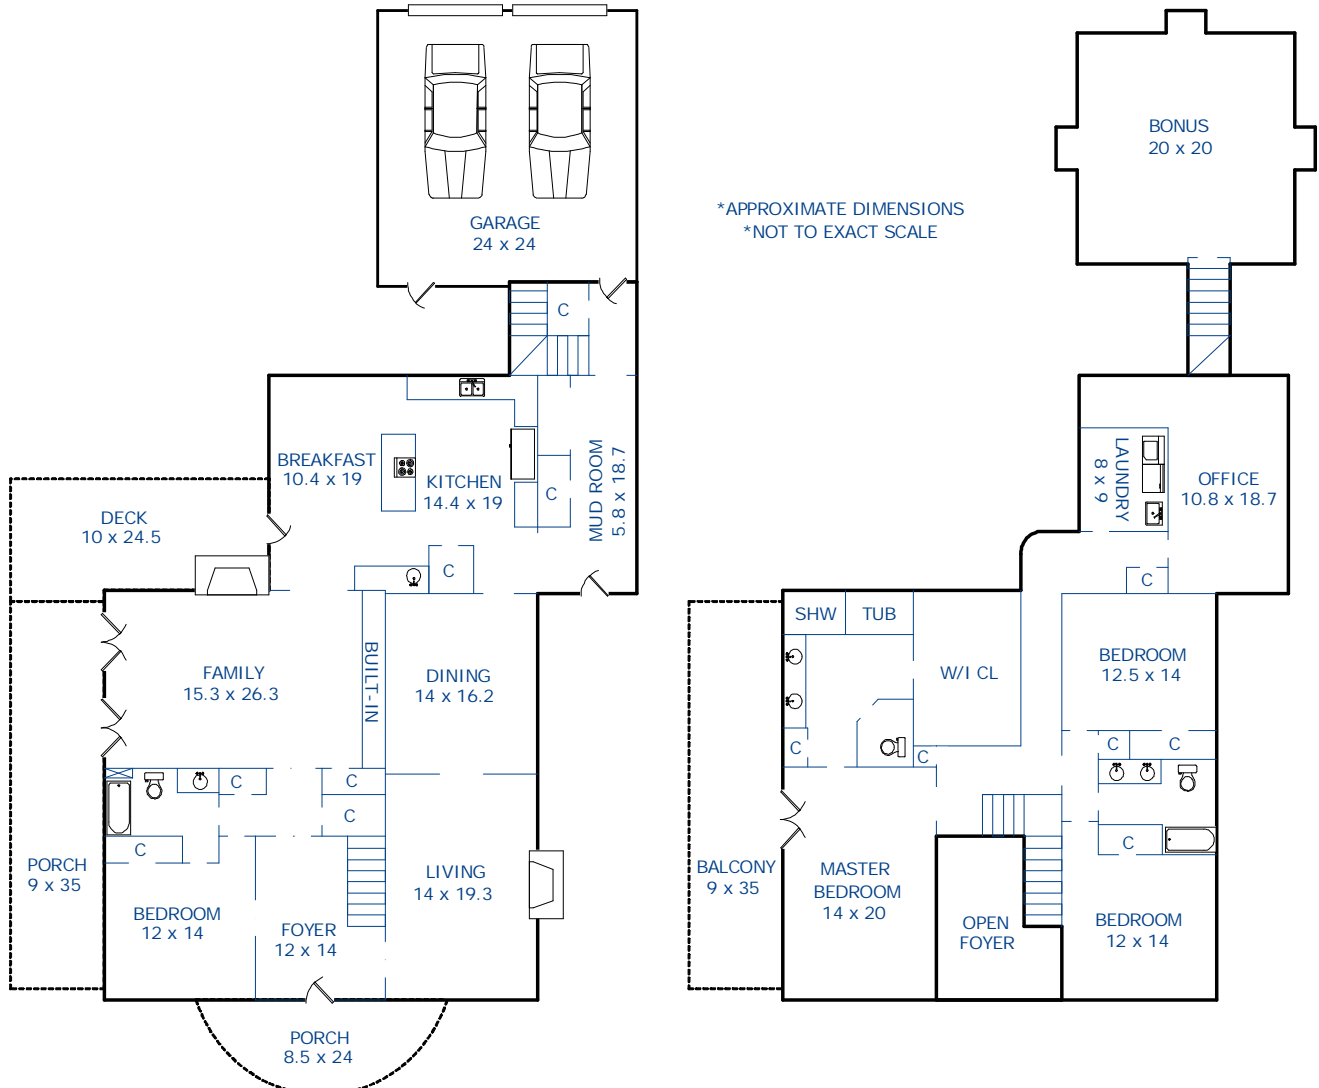 GARAGE
24 x 24
C
BREAKFAST
10.4 x 19
KITCHEN
14.4 x 19
C
MUD ROOM
5.8 x 18.7
DECK
10 x 24.5
C
FAMILY
15.3 x 26.3
BUILT-IN
DINING
14 x 16.2
C
C
C
C
PORCH
9 x 35
BEDROOM
12 x 14
FOYER
12 x 14
LIVING
14 x 19.3
PORCH
8.5 x 24
*APPROXIMATE DIMENSIONS
*NOT TO EXACT SCALE
BONUS
20 x 20
LAUNDRY
8 x 9
OFFICE
10.8 x 18.7
C
SHW
TUB
W/I CL
BEDROOM
12.5 x 14
C
C
C
C
C
BALCONY
9 x 35
MASTER
BEDROOM
14 x 20
OPEN
FOYER
BEDROOM
12 x 14